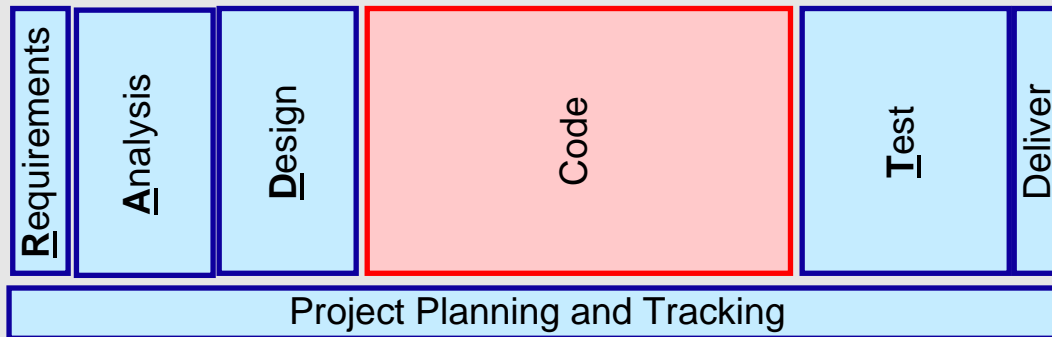 Requirements
Analysis
Design
Code
Test
Deliver
Project Planning and Tracking